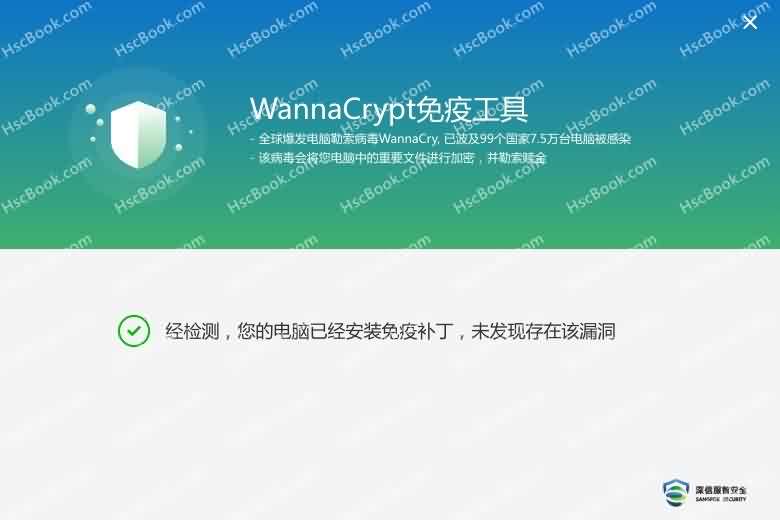 WannaCrypt免疫工具
- 全球爆发电脑勒索病毒WannaCry, 已波及99个国家7.5万台电脑被感染
- 该病毒会将您电脑中的重要文件进行加密，并勒索赎金
经检测，您的电脑已经安装免疫补丁，未发现存在该漏洞
深信服智安全
SANGFOR SECURITY
HscBook.com